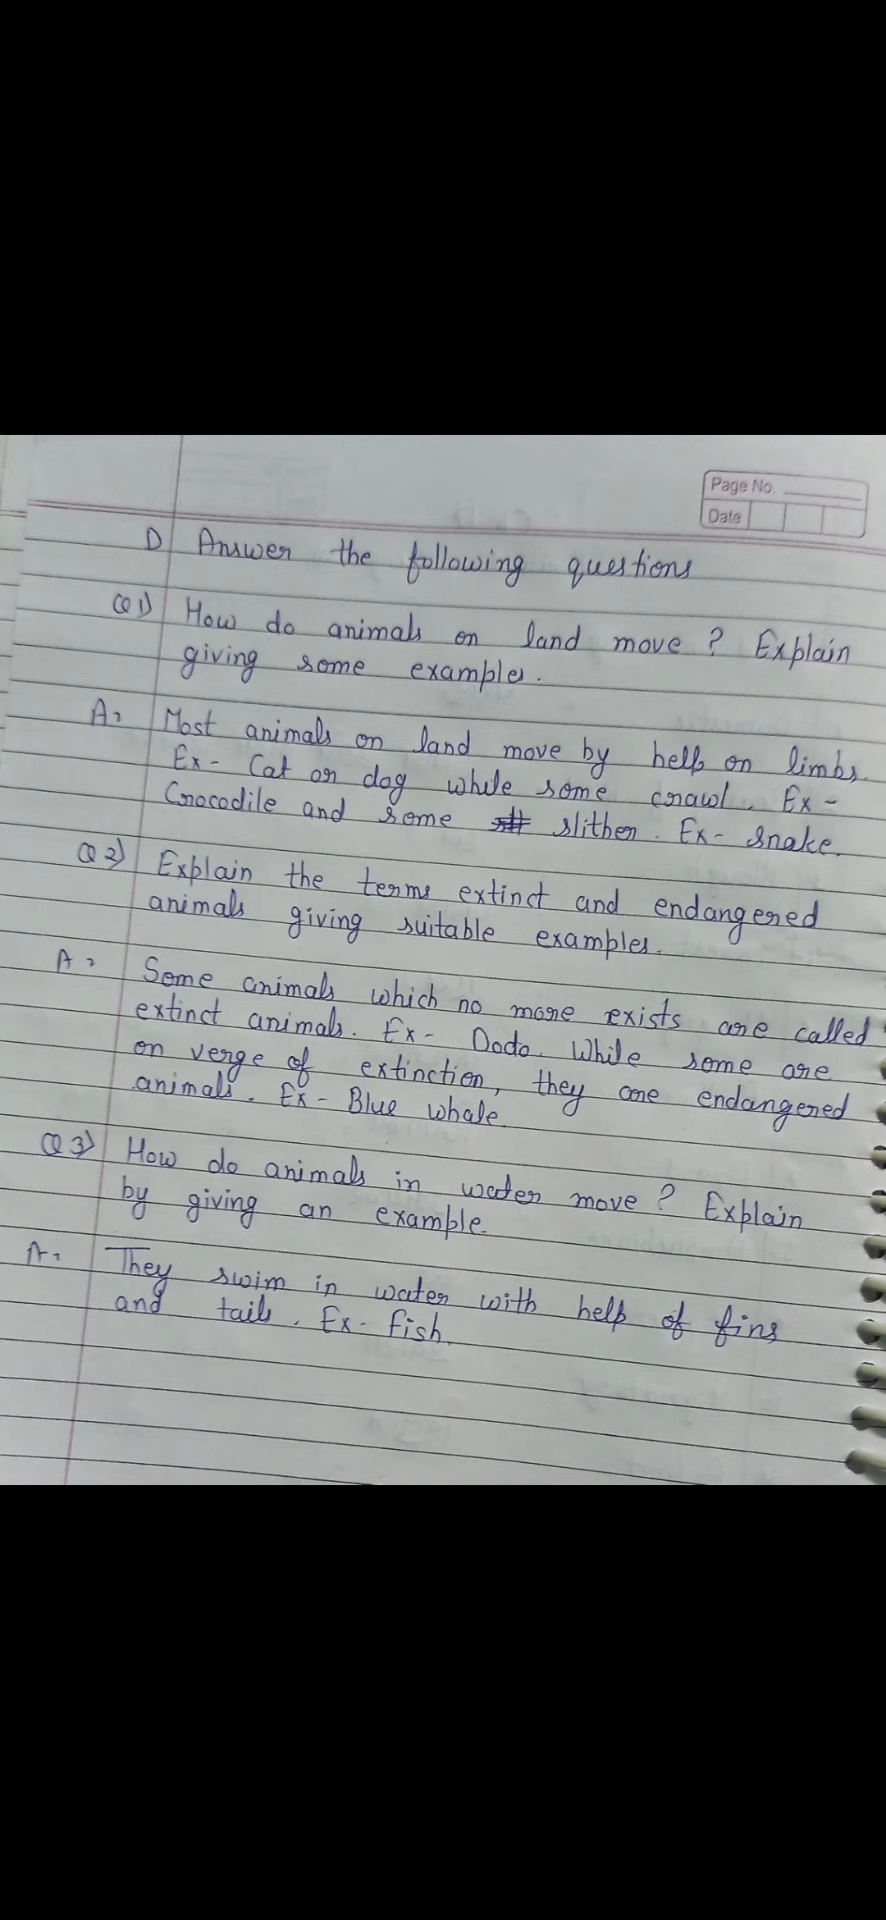 Page No.
Date
D Answer the following questions
Q1) How do animals on land move? Explain
giving some examples.
A: Most animals on land move by help on limbs.
Ex- Cat or dog while some crawl. Ex-
Crocodile and some slither. Ex- Snake.
Q2) Explain the terms extinct and endangered
animals giving suitable examples.
A: Some animals which no more exists are called
extinct animals. Ex- Dodo. While some are
on verge of extinction, they are endangered
animals. Ex- Blue whale.
Q3) How do animals in water move? Explain
by giving an example.
A: They swim in water with help of fins
and tails. Ex- fish.